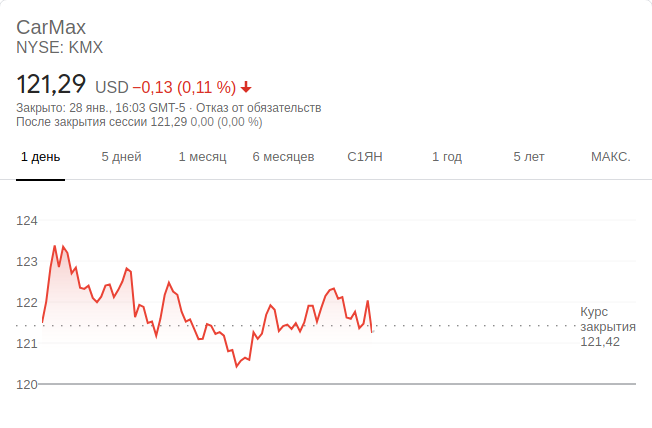 CarMax
NYSE: KMX
121,29 USD −0,13 (0,11 %)
Закрыто: 28 янв., 16:03 GMT-5 · Отказ от обязательств
После закрытия сессии 121,29 0,00 (0,00 %)
1 день 5 дней 1 месяц 6 месяцев С1ЯН 1 год 5 лет МАКС.
124
123
122
Курс
закрытия
121,42
121
120